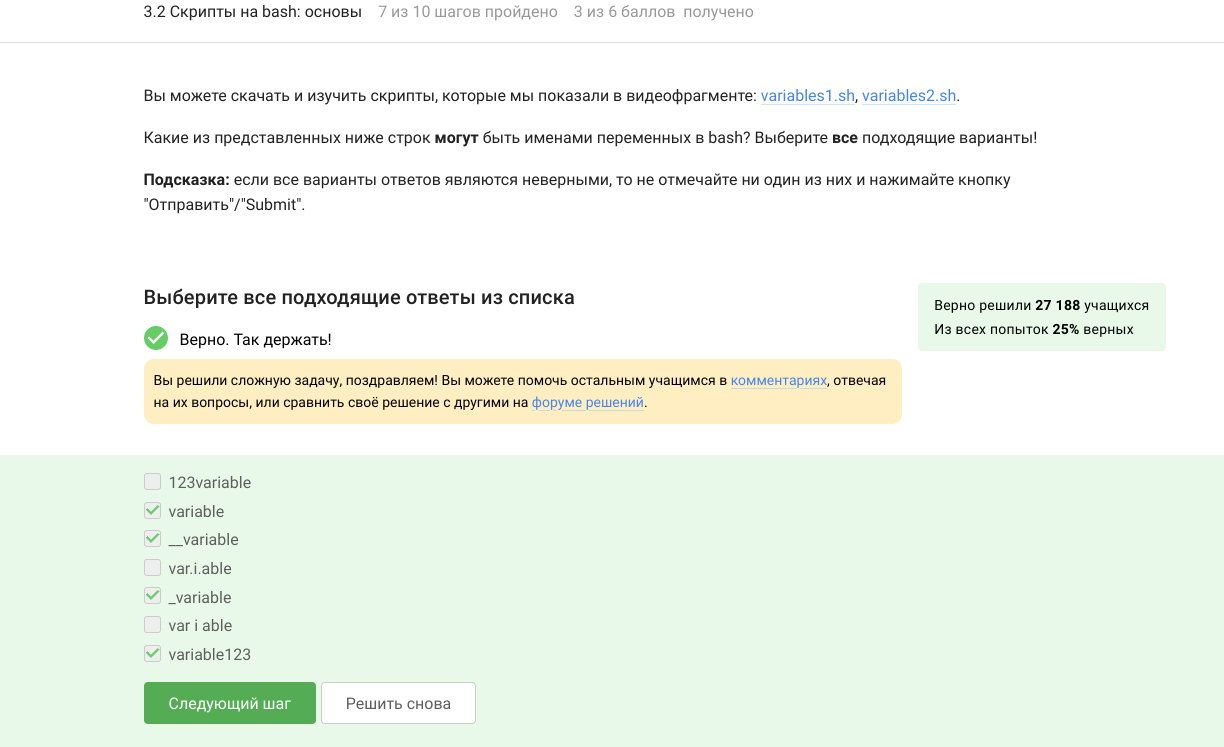 3.2 Скрипты на bash: основы 7 из 10 шагов пройдено 3 из 6 баллов получено
Вы можете скачать и изучить скрипты, которые мы показали в видеофрагменте: variables1.sh, variables2.sh.
Какие из представленных ниже строк могут быть именами переменных в bash? Выберите все подходящие варианты!
Подсказка: если все варианты ответов являются неверными, то не отмечайте ни один из них и нажимайте кнопку
"Отправить"/"Submit".
Выберите все подходящие ответы из списка
Верно решили 27 188 учащихся
Из всех попыток 25% верных
Верно. Так держать!
Вы решили сложную задачу, поздравляем! Вы можете помочь остальным учащимся в комментариях, отвечая
на их вопросы, или сравнить своё решение с другими на форуме решений.
123variable
variable
__variable
var.i.able
_variable
var i able
variable123
Следующий шаг Решить снова